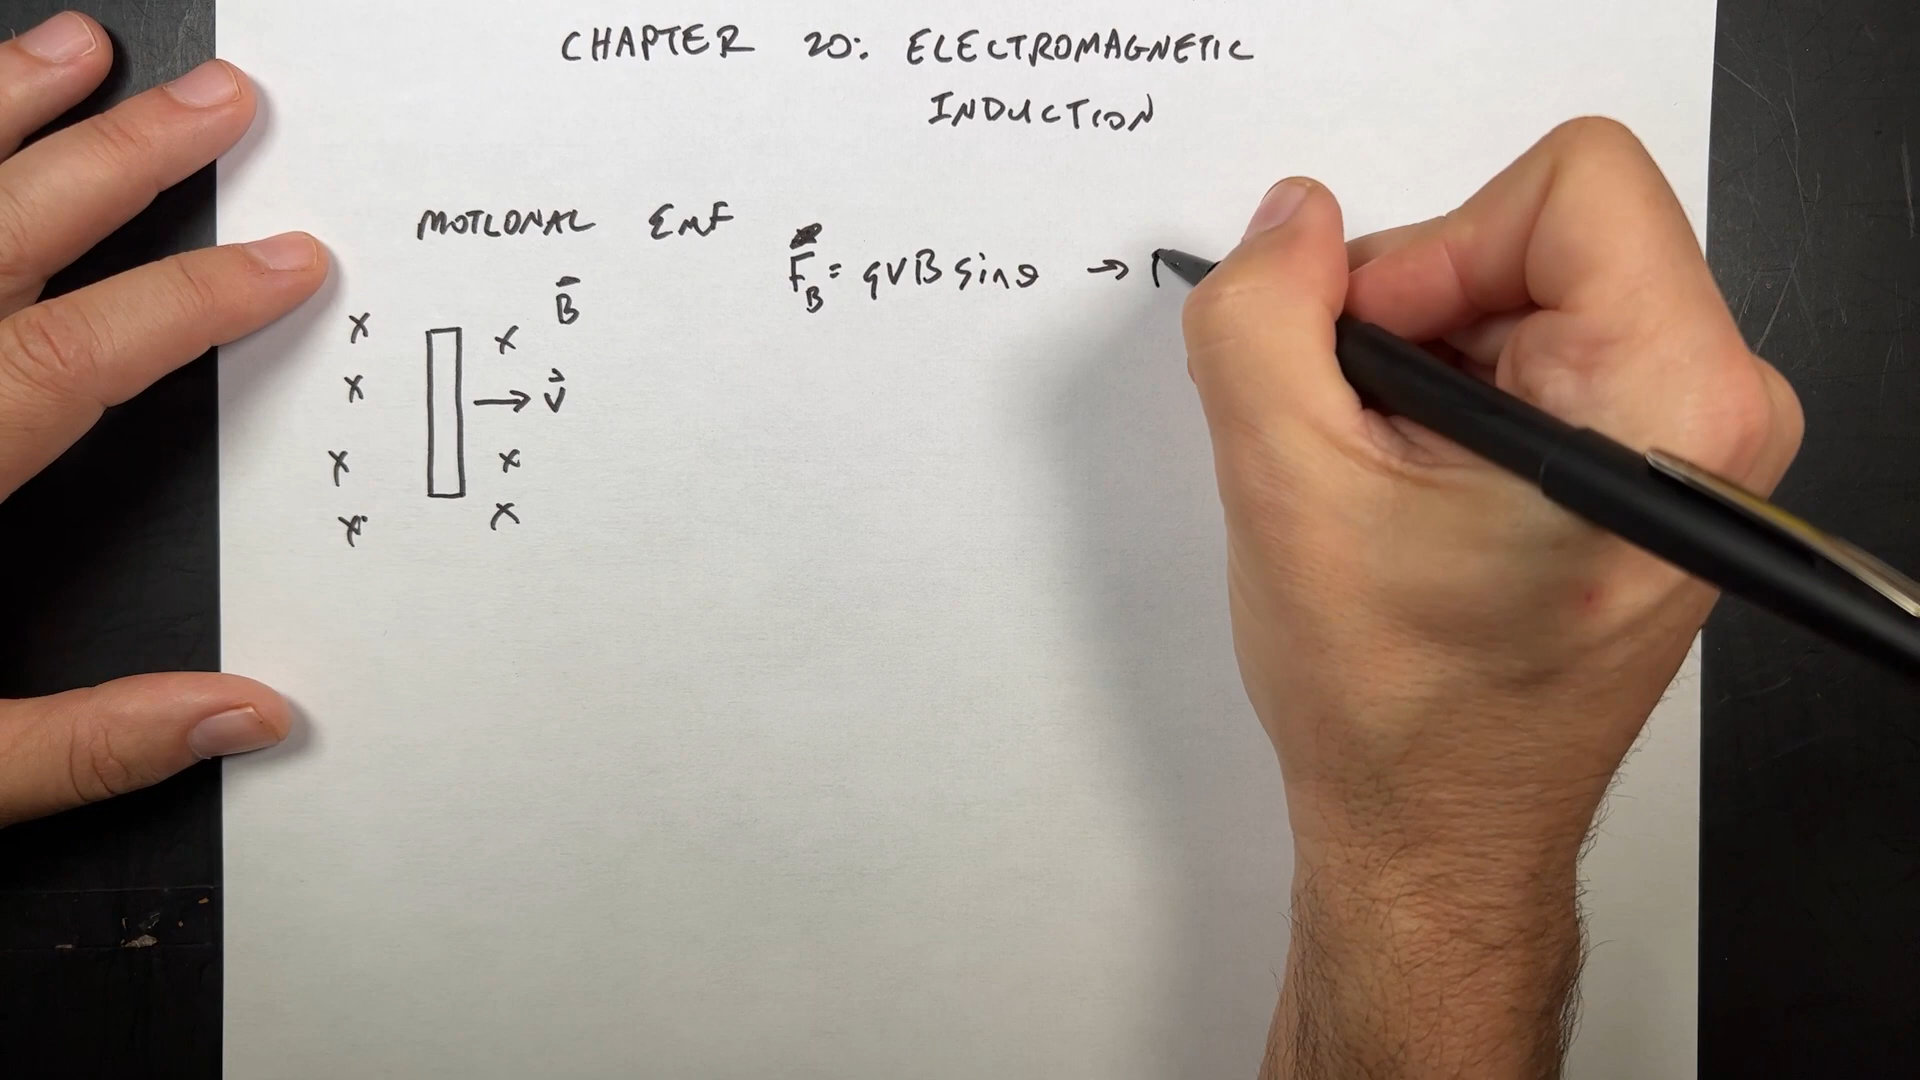 CHAPTER 20: ELECTROMAGNETIC
INDUCTION
MOTIONAL EMF
F_B = qvB sinθ →
B
x x
x → v
x x
x x